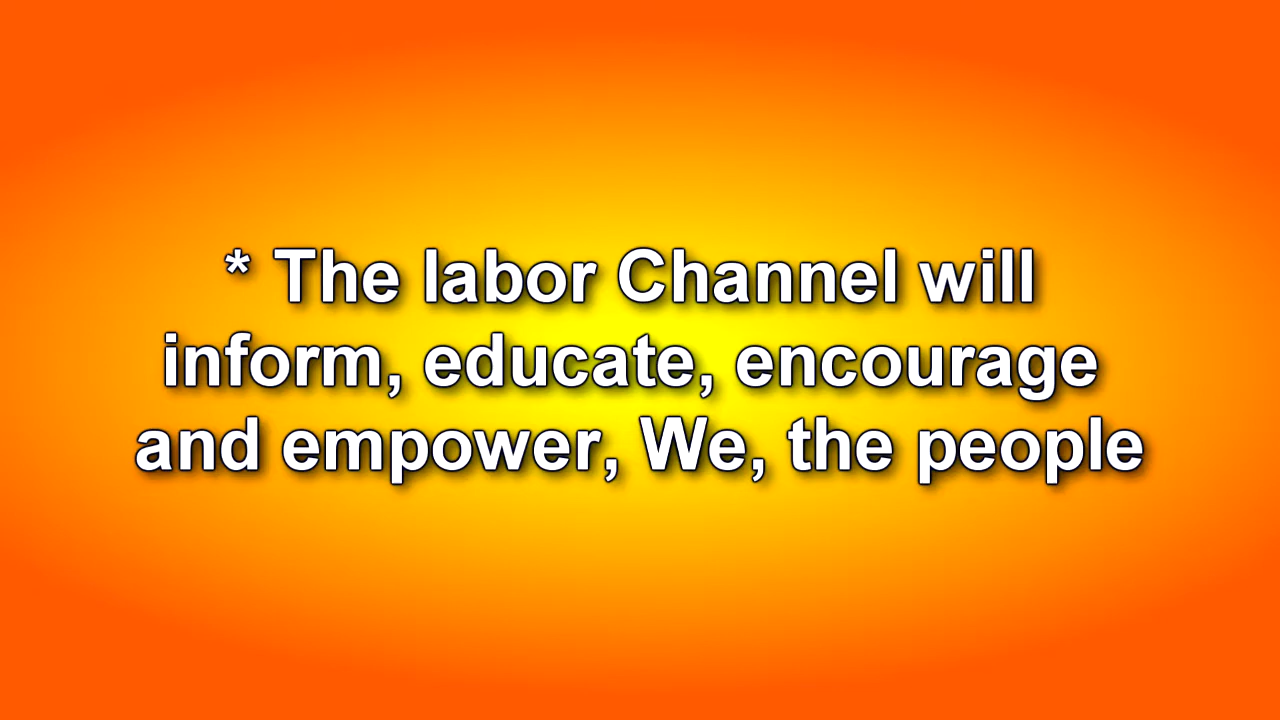 * The labor Channel will
inform, educate, encourage
and empower, We, the people